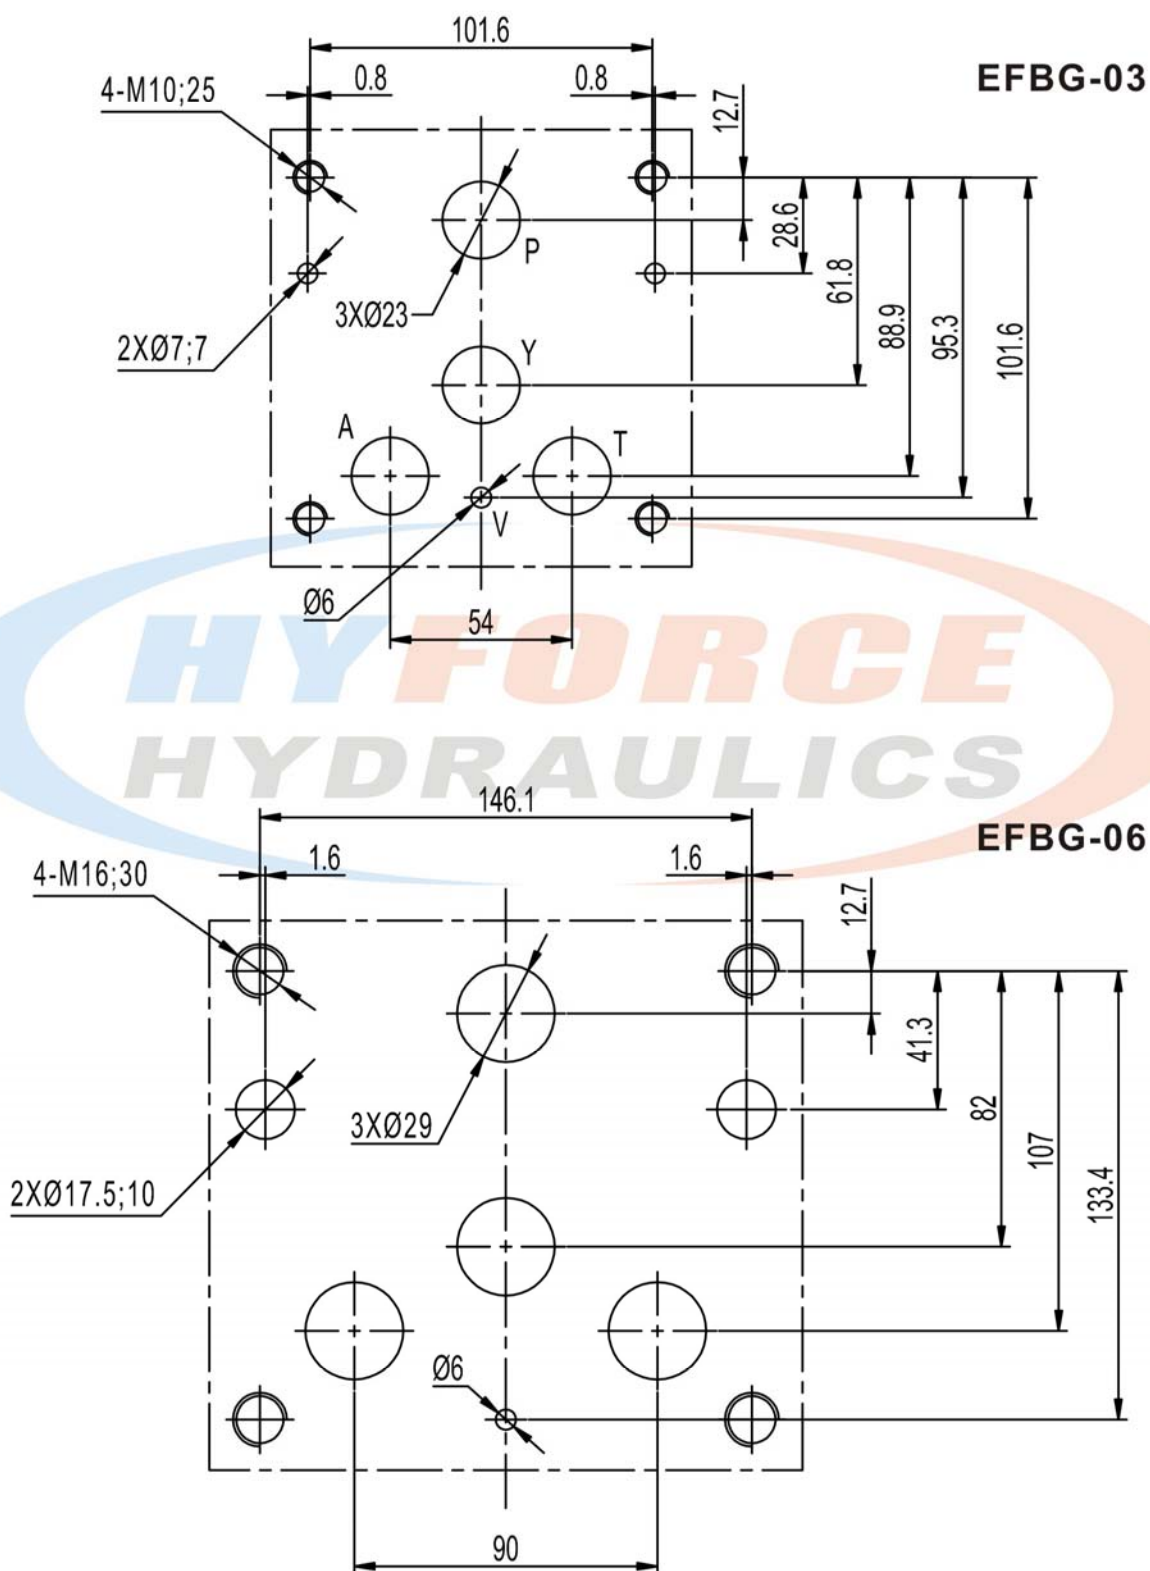 101.6
EFBG-03
4-M10;25
0.8
0.8
12.7
28.6
61.8
88.9
95.3
101.6
P
3XØ23
2XØ7;7
Y
A
T
V
Ø6
54
HYFORCE
HYDRAULICS
146.1
EFBG-06
4-M16;30
1.6
1.6
12.7
41.3
82
107
133.4
3XØ29
2XØ17.5;10
Ø6
90